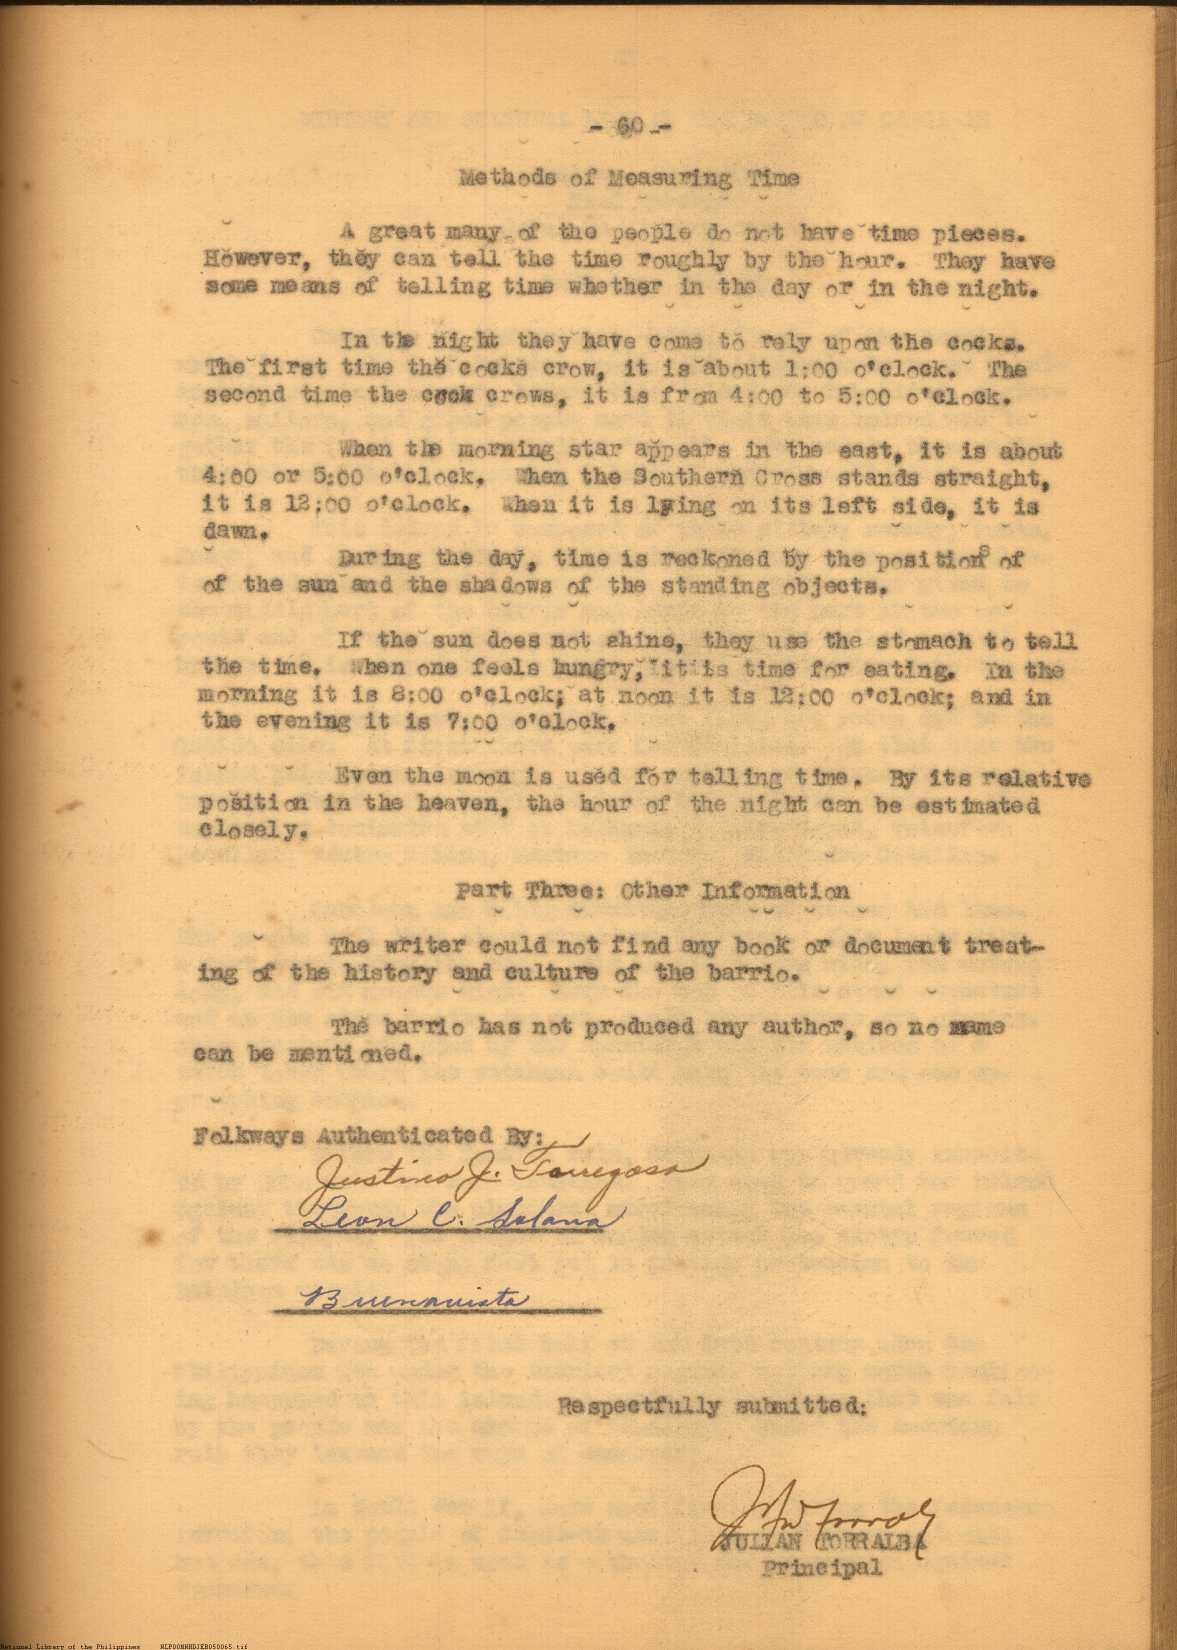 - 60 -
Methods of Measuring Time
A great many of the people do not have time pieces.
However, they can tell the time roughly by the hour. They have
some means of telling time whether in the day or in the night.
In the night they have come to rely upon the cocks.
The first time the cocks crow, it is about 1:00 o'clock. The
second time the cock crows, it is from 4:00 to 5:00 o'clock.
When the morning star appears in the east, it is about
4:00 or 5:00 o'clock. When the Southern Cross stands straight,
it is 12:00 o'clock. When it is lying on its left side, it is
dawn.
During the day, time is reckoned by the positions of
of the sun and the shadows of the standing objects.
If the sun does not shine, they use the stomach to tell
the time. When one feels hungry, it is time for eating. In the
morning it is 8:00 o'clock; at noon it is 12:00 o'clock; and in
the evening it is 7:00 o'clock.
Even the moon is used for telling time. By its relative
position in the heaven, the hour of the night can be estimated
closely.
Part Three: Other Information
The writer could not find any book or document treat-
ing of the history and culture of the barrio.
The barrio has not produced any author, so no name
can be mentioned.
Folkways Authenticated By:
Justino J. Torregosa
Leon C. Solana
Buenavista
Respectfully submitted:
JULIAN TORRALBA
Principal
National Library of the Philippines NLPOONHHDJEB050065.tif